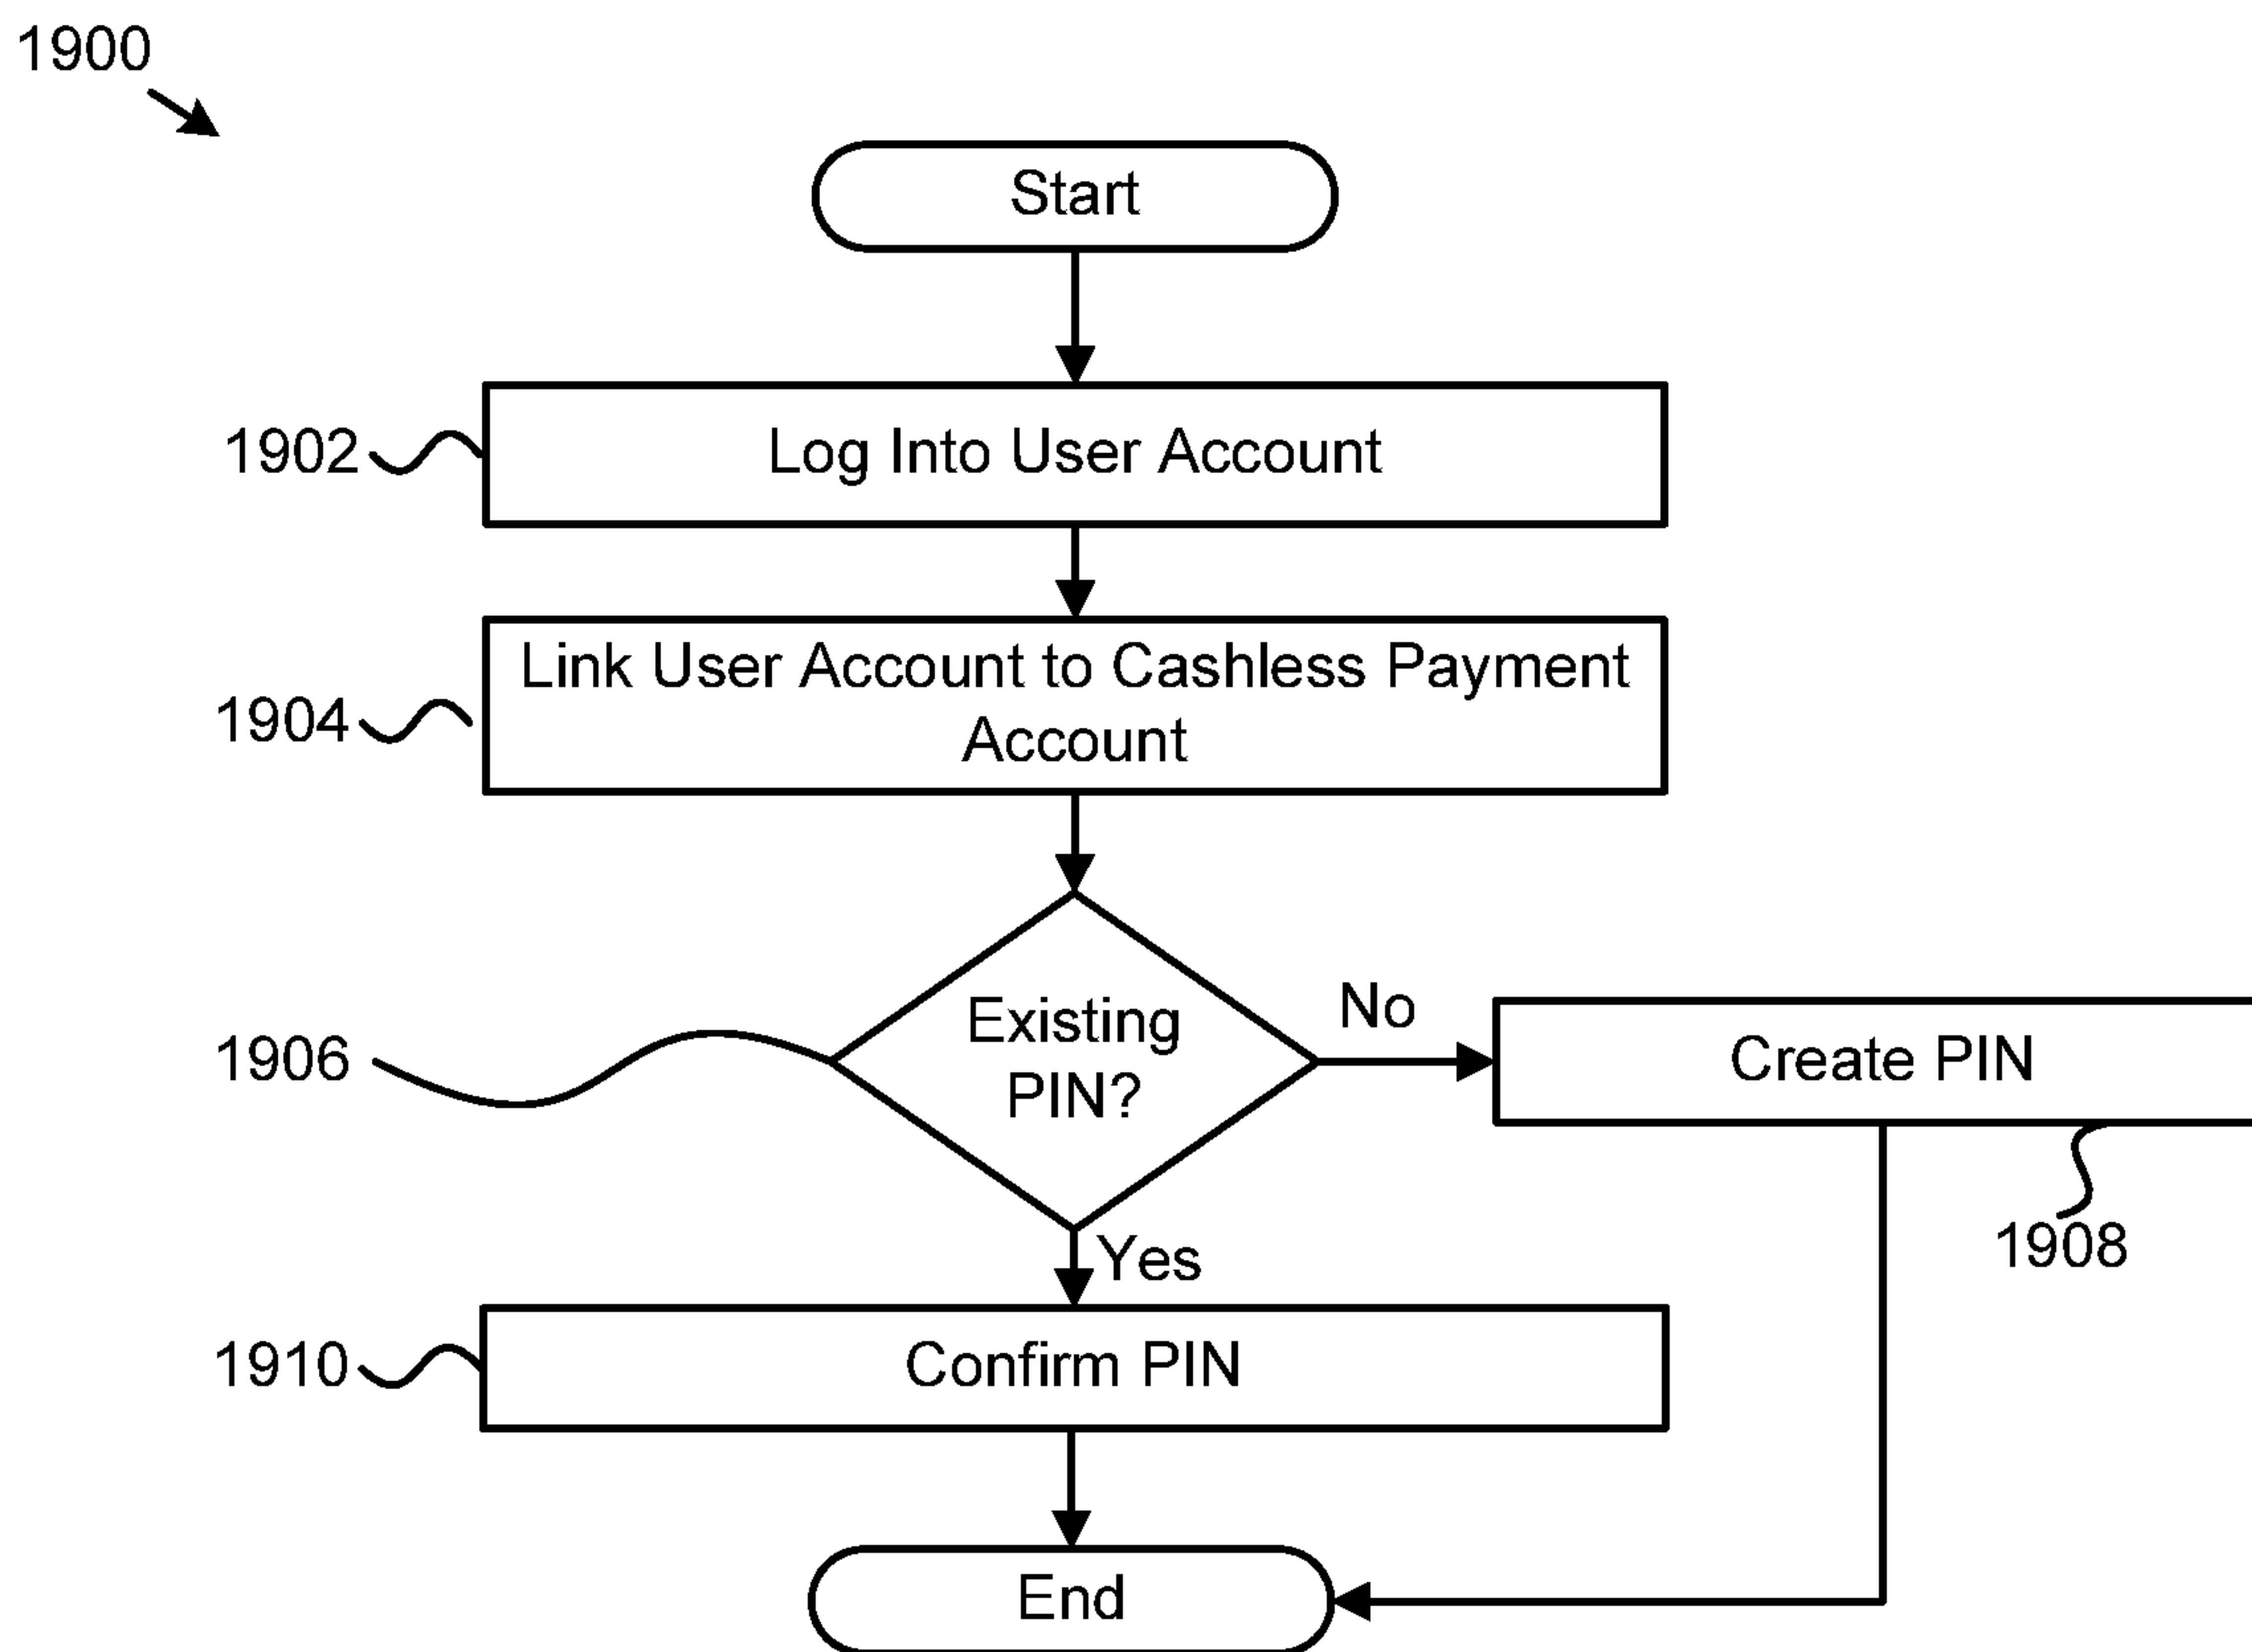 1900
Start
1902
Log Into User Account
1904
Link User Account to Cashless Payment
Account
1906
Existing
PIN?
No
Create PIN
1908
Yes
1910
Confirm PIN
End